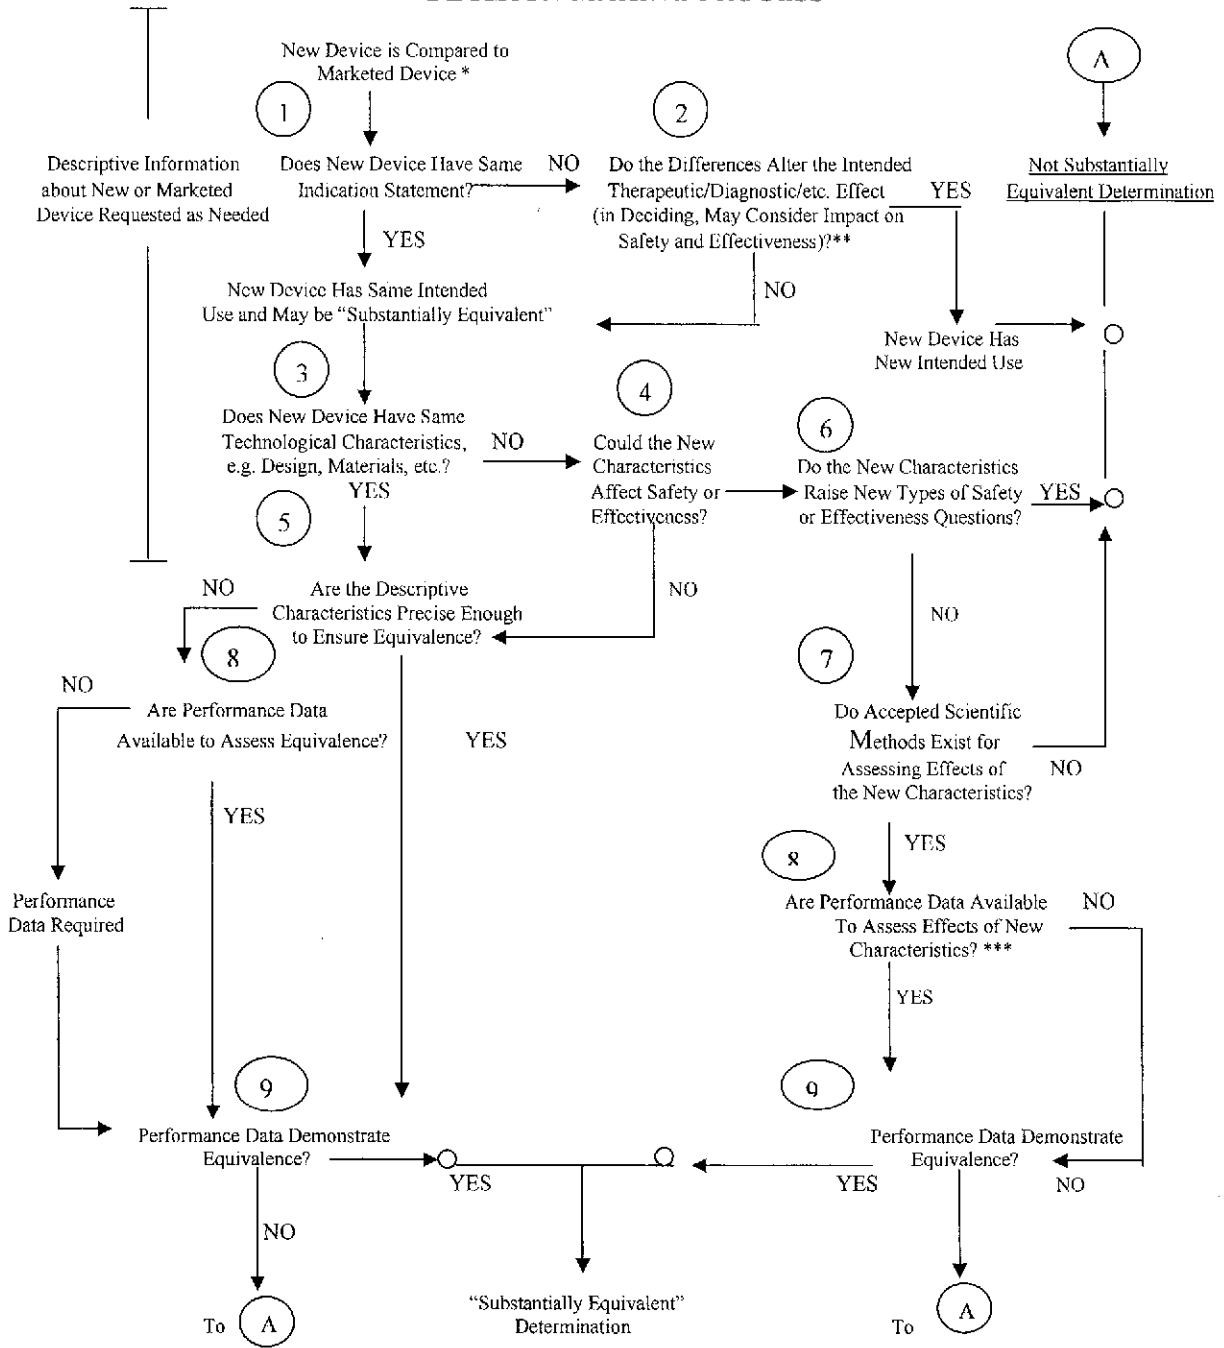 New Device is Compared to
Marketed Device *
A
1
2
Descriptive Information
about New or Marketed
Device Requested as Needed
Does New Device Have Same
Indication Statement?
NO
Do the Differences Alter the Intended
Therapeutic/Diagnostic/etc. Effect
(in Deciding, May Consider Impact on
Safety and Effectiveness)?**
YES
Not Substantially
Equivalent Determination
YES
NO
New Device Has Same Intended
Use and May be “Substantially Equivalent”
New Device Has
New Intended Use
3
4
6
Does New Device Have Same
Technological Characteristics,
e.g. Design, Materials, etc.?
NO
YES
Could the New
Characteristics
Affect Safety or
Effectiveness?
Do the New Characteristics
Raise New Types of Safety
or Effectiveness Questions?
YES
5
NO
Are the Descriptive
Characteristics Precise Enough
to Ensure Equivalence?
NO
NO
8
7
NO
Are Performance Data
Available to Assess Equivalence?
YES
Do Accepted Scientific
Methods Exist for
Assessing Effects of
the New Characteristics?
NO
YES
YES
8
Performance
Data Required
Are Performance Data Available
To Assess Effects of New
Characteristics? ***
NO
YES
9
9
Performance Data Demonstrate
Equivalence?
YES
Performance Data Demonstrate
Equivalence?
YES
NO
NO
To
A
“Substantially Equivalent”
Determination
To
A